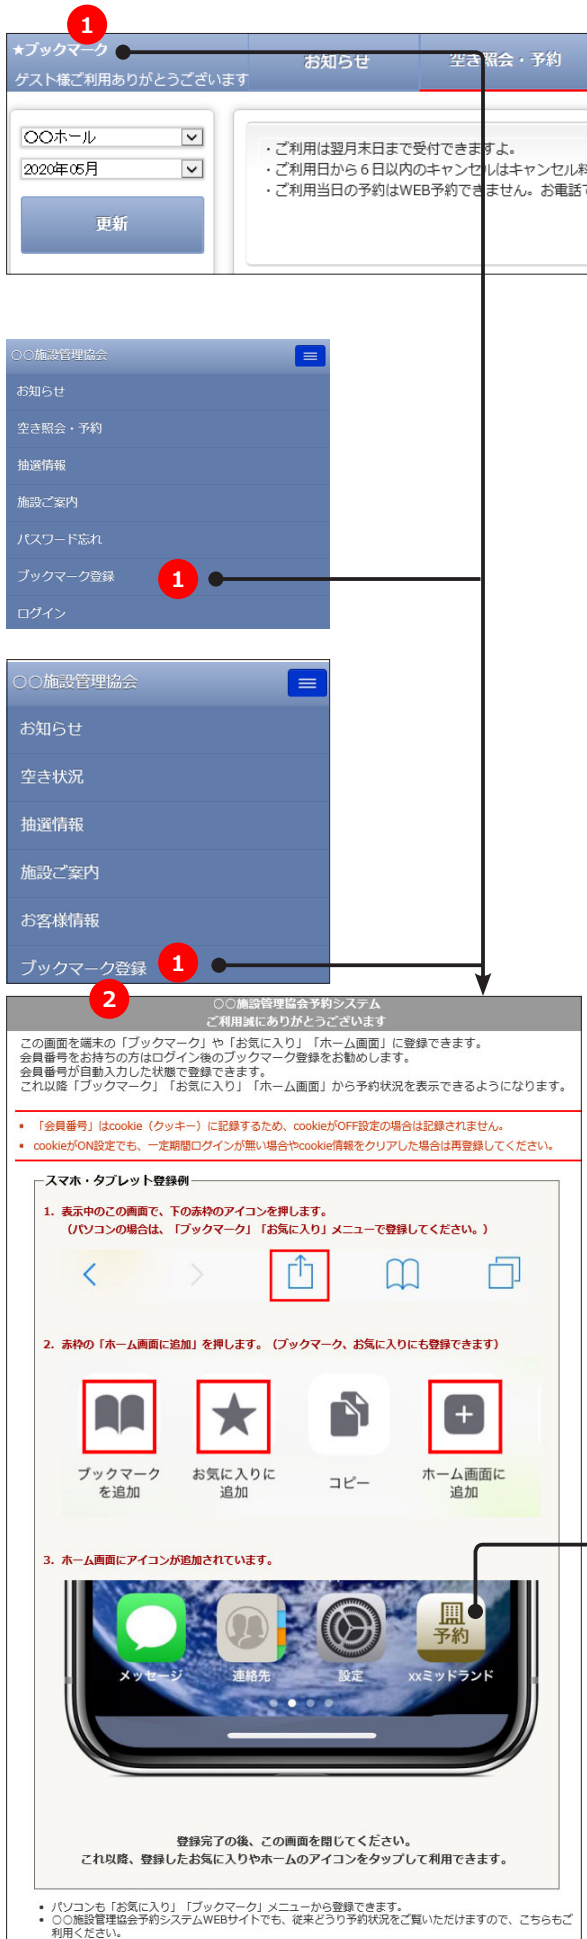 1
★ブックマーク
お知らせ
空き照会・予約
ゲスト様ご利用ありがとうございます
〇〇ホール
2020年05月
更新
・ご利用は翌月末日まで受付できますよ。
・ご利用日から６日以内のキャンセルはキャンセル料
・ご利用当日の予約はWEB予約できません。お電話で
〇〇施設管理協会
お知らせ
空き照会・予約
抽選情報
施設ご案内
パスワード忘れ
ブックマーク登録
1
ログイン
〇〇施設管理協会
お知らせ
空き状況
抽選情報
施設ご案内
お客様情報
ブックマーク登録
1
2
〇〇施設管理協会予約システム
ご利用誠にありがとうございます
この画面を端末の「ブックマーク」や「お気に入り」「ホーム画面」に登録できます。
会員番号をお持ちの方はログイン後のブックマーク登録をお勧めします。
会員番号が自動入力した状態で登録できます。
これ以降「ブックマーク」「お気に入り」「ホーム画面」から予約状況を表示できるようになります。
▪ 「会員番号」はcookie（クッキー）に記録するため、cookieがOFF設定の場合は記録されません。
▪ cookieがON設定でも、一定期間ログインが無い場合やcookie情報をクリアした場合は再登録してください。
スマホ・タブレット登録例
1. 表示中のこの画面で、下の赤枠のアイコンを押します。
（パソコンの場合は、「ブックマーク」「お気に入り」メニューで登録してください。）
2. 赤枠の「ホーム画面に追加」を押します。（ブックマーク、お気に入りにも登録できます）
ブックマーク
を追加
お気に入りに
追加
コピー
ホーム画面に
追加
3. ホーム画面にアイコンが追加されています。
予約
メッセージ
連絡先
設定
xxミッドランド
登録完了の後、この画面を閉じてください。
これ以降、登録したお気に入りやホームのアイコンをタップして利用できます。
• パソコンも「お気に入り」「ブックマーク」メニューから登録できます。
• 〇〇施設管理協会予約システムWEBサイトでも、従来どうり予約状況をご覧いただけますので、こちらもご
利用ください。